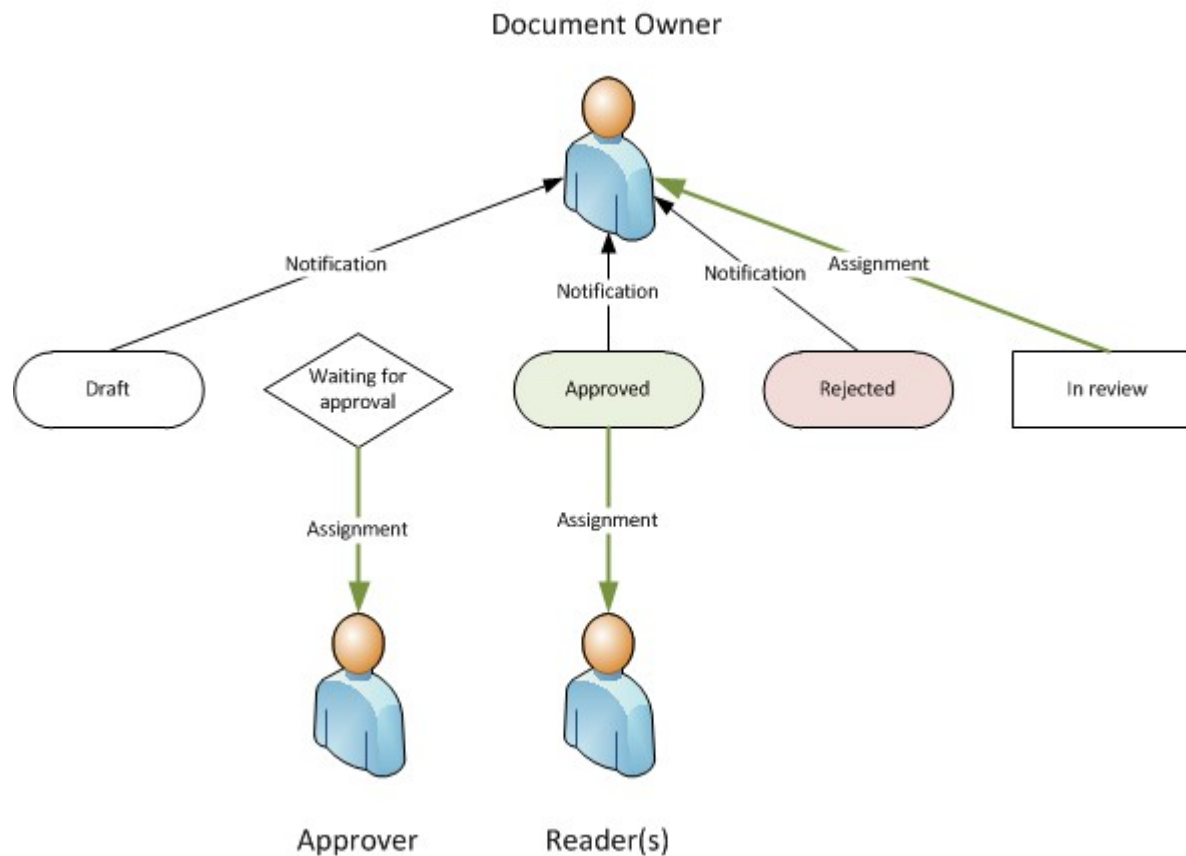 Document Owner
Notification
Assignment
Notification
Notification
Draft
Waiting for
approval
Approved
Rejected
In review
Assignment
Assignment
Approver
Reader(s)